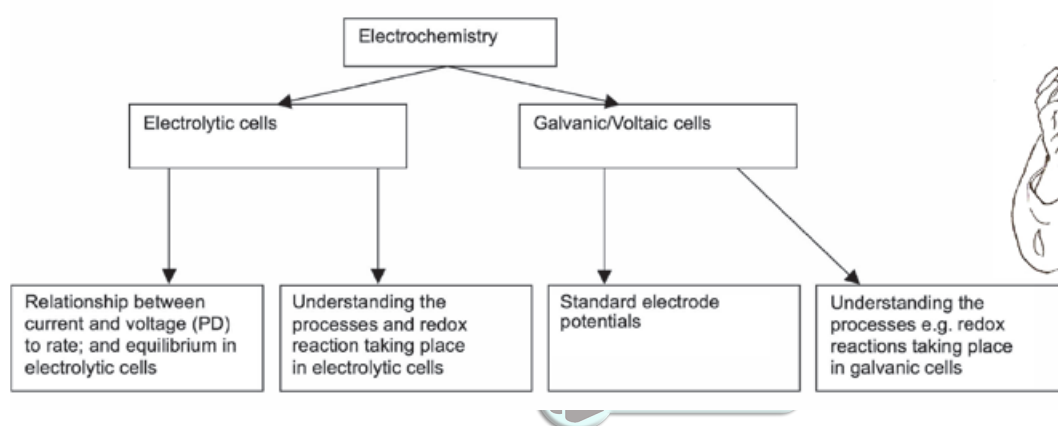 Electrochemistry
Electrolytic cells
Galvanic/Voltaic cells
Relationship between
current and voltage (PD)
to rate; and equilibrium in
electrolytic cells
Understanding the
processes and redox
reaction taking place
in electrolytic cells
Standard electrode
potentials
Understanding the
processes e.g. redox
reactions taking place
in galvanic cells